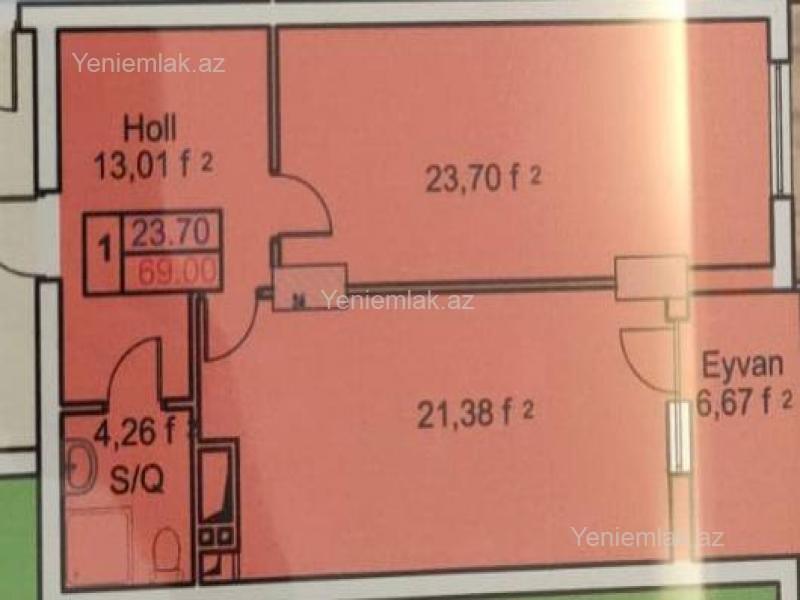 Yeniemlak.az
Holl
13,01 f 2
23,70 f 2
1
23.70
69.00
Yeniemlak.az
Eyvan
6,67 f 2
21,38 f 2
4,26 f 2
S/Q
Yeniemlak.az